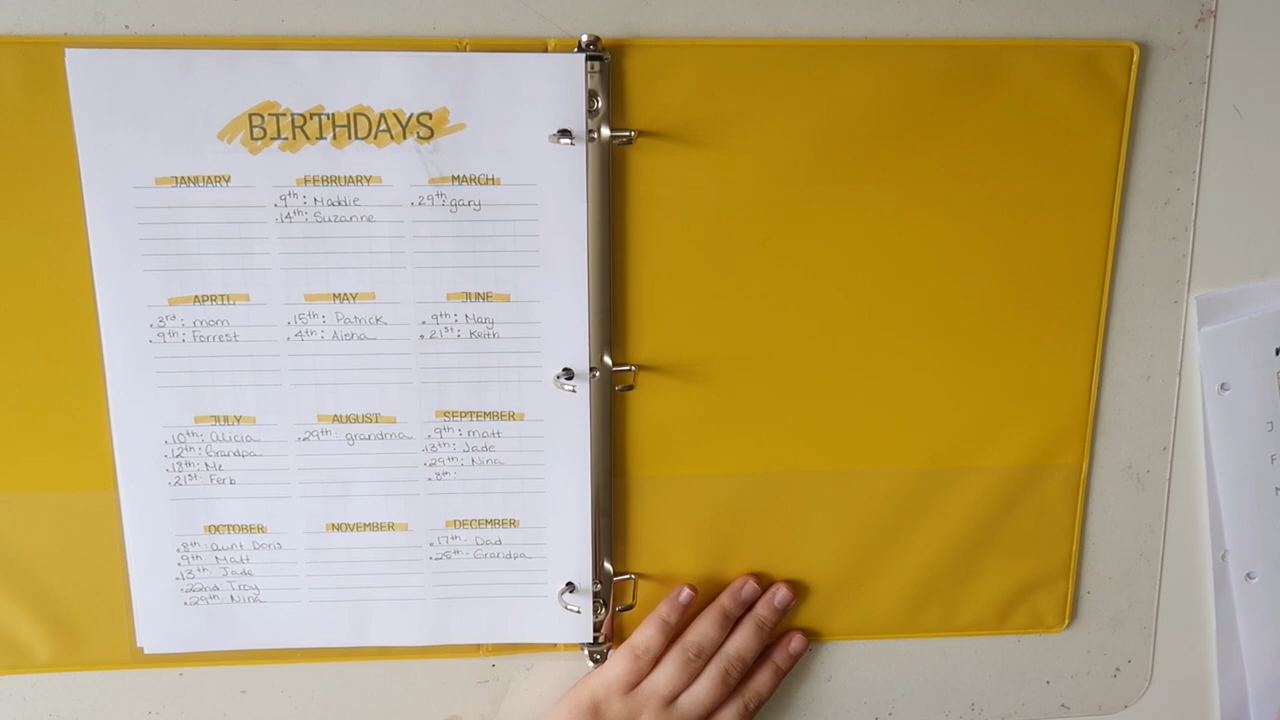 BIRTHDAYS
JANUARY
FEBRUARY
.9th: Maddie
.14th: Suzanne
MARCH
.29th: gary
APRIL
.3rd: mom
.9th: Forrest
MAY
.15th: Patrick
.4th: Aisha
JUNE
.9th: Mary
.21st: Keith
JULY
.10th: Alicia
.12th: Grandpa
.18th: Me
.21st: Ferb
AUGUST
.29th: grandma
SEPTEMBER
.9th: matt
.13th: Jade
.29th: Nina
.8th:
OCTOBER
.8th: aunt Doris
.9th: Matt
.13th: Jade
.22nd Troy
.29th: Nina
NOVEMBER
DECEMBER
.17th: Dad
.25th: Grandpa